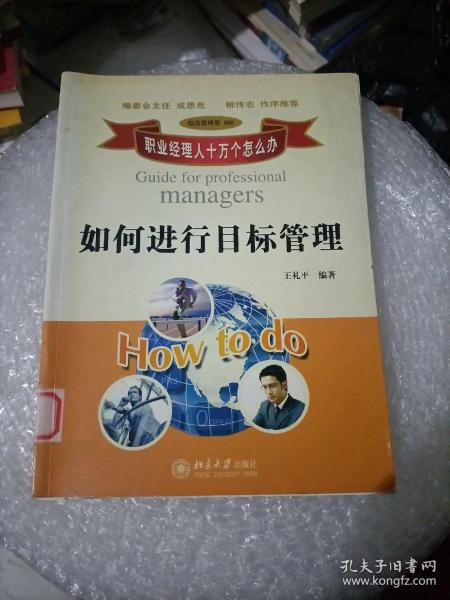 编委会主任 成思危 柳传志 作序推荐
综合管理类
职业经理人十万个怎么办
Guide for professional
managers
如何进行目标管理
王礼平 编著
How to do
北京大学出版社
PEKING UNIVERSITY PRESS
孔夫子旧书网
www.kongfz.com